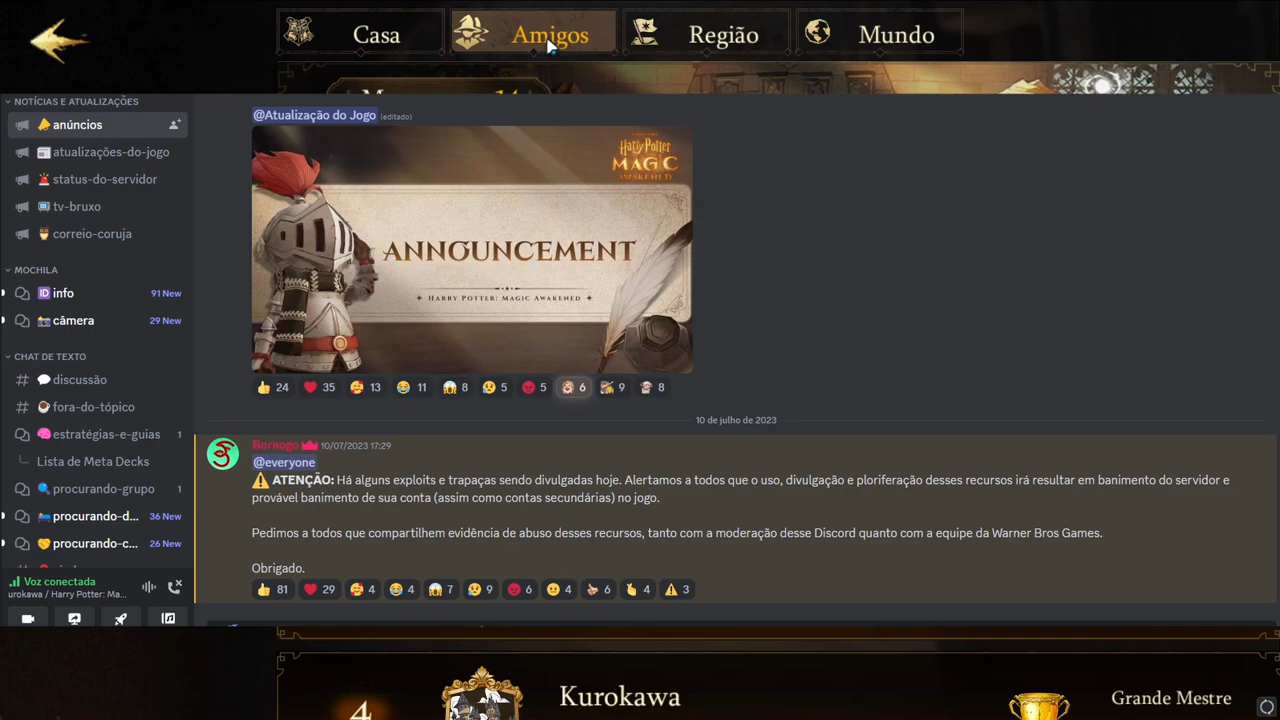 Casa
Amigos
Região
Mundo
NOTÍCIAS E ATUALIZAÇÕES
anúncios
atualizações-do-jogo
status-do-servidor
tv-bruxo
correio-coruja
MOCHILA
ID info 91 New
câmera 29 New
CHAT DE TEXTO
discussão
fora-do-tópico
estratégias-e-guias 1
Lista de Meta Decks
procurando-grupo 1
procurando-d... 36 New
procurando-c... 26 New
Voz conectada
urokawa / Harry Potter: Ma...
@Atualização do Jogo (editado)
Harry Potter
MAGIC
AWAKENED
ANNOUNCEMENT
HARRY POTTER: MAGIC AWAKENED
24 35 13 11 8 5 5 6 9 8
10 de julho de 2023
Bornogo 10/07/2023 17:29
@everyone
ATENÇÃO: Há alguns exploits e trapaças sendo divulgadas hoje. Alertamos a todos que o uso, divulgação e ploriferação desses recursos irá resultar em banimento do servidor e
provável banimento de sua conta (assim como contas secundárias) no jogo.
Pedimos a todos que compartilhem evidência de abuso desses recursos, tanto com a moderação desse Discord quanto com a equipe da Warner Bros Games.
Obrigado.
81 29 4 4 7 9 6 4 6 4 3
4
Kurokawa
Grande Mestre